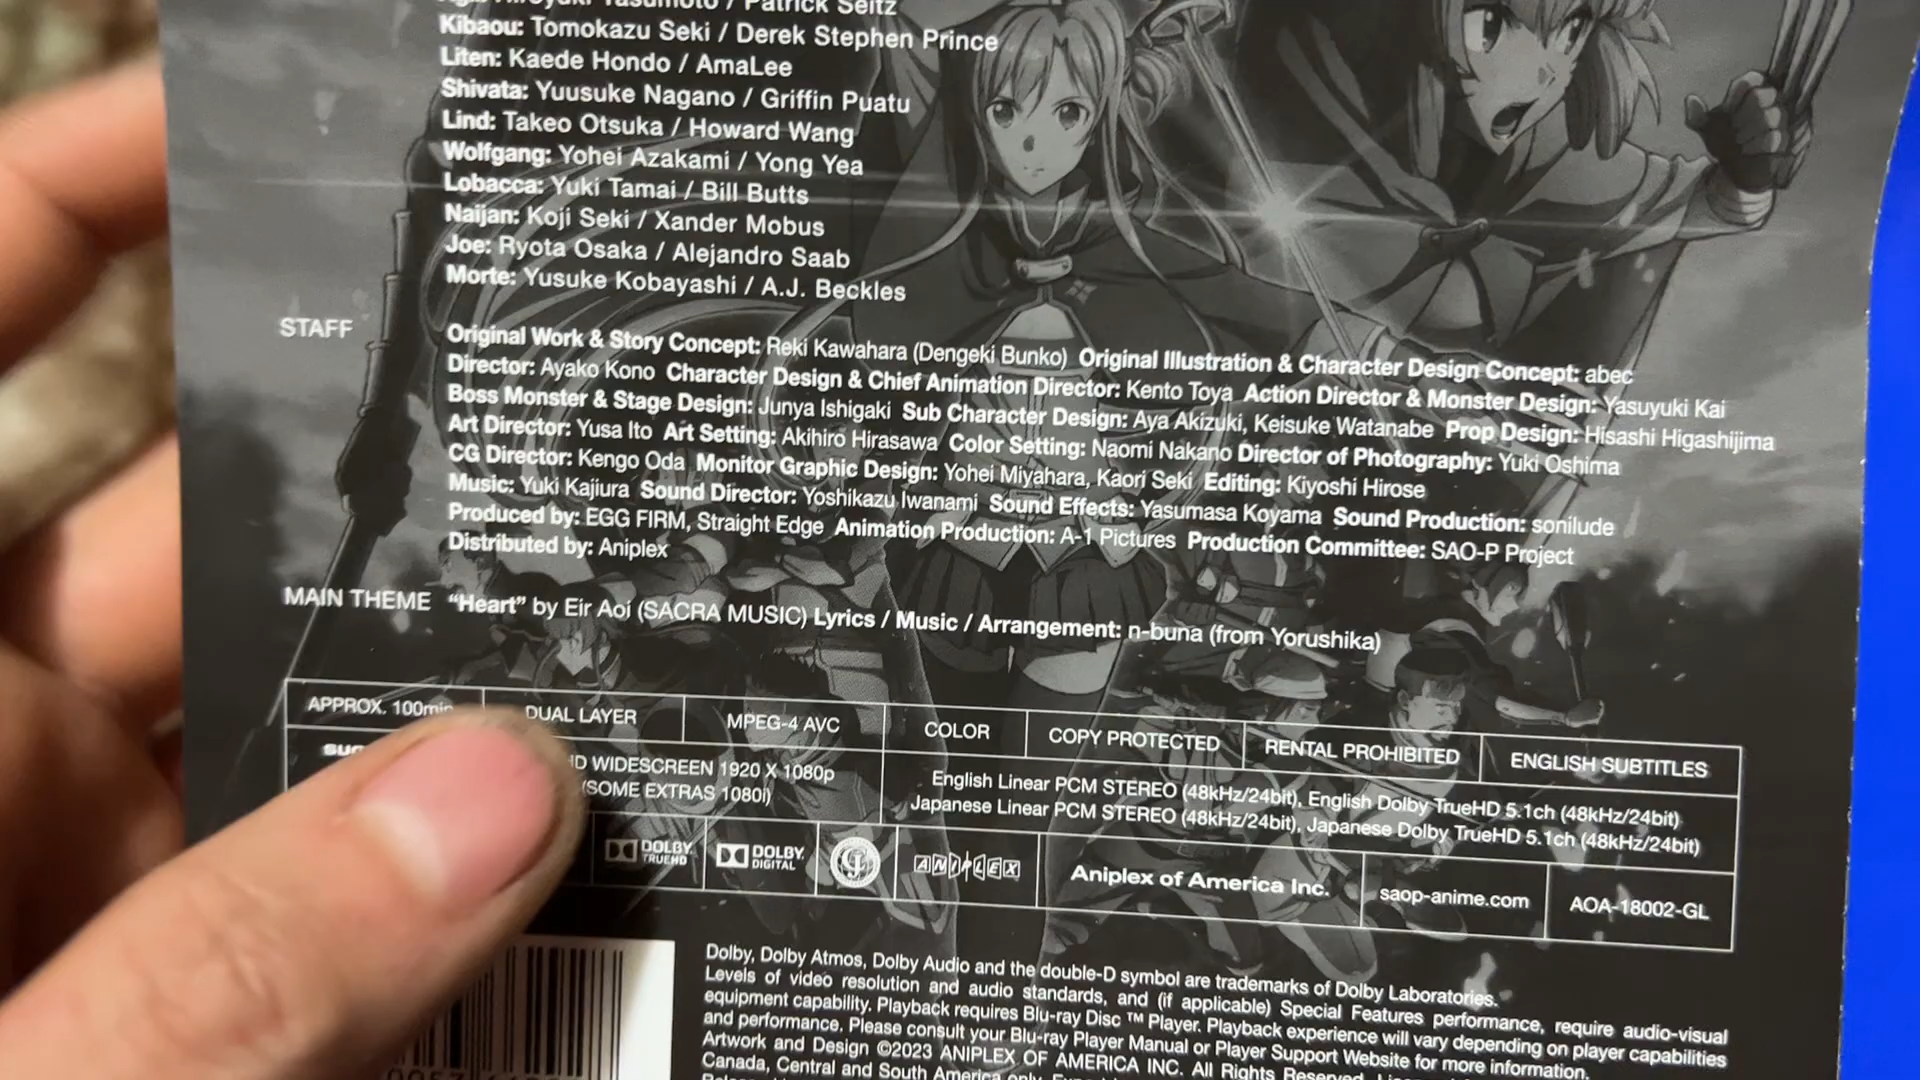 Patrick Seitz
Kibaou: Tomokazu Seki / Derek Stephen Prince
Liten: Kaede Hondo / AmaLee
Shivata: Yuusuke Nagano / Griffin Puatu
Lind: Takeo Otsuka / Howard Wang
Wolfgang: Yohei Azakami / Yong Yea
Lobacca: Yuki Tamai / Bill Butts
Naijan: Koji Seki / Xander Mobus
Joe: Ryota Osaka / Alejandro Saab
Morte: Yusuke Kobayashi / A.J. Beckles
STAFF
Original Work & Story Concept: Reki Kawahara (Dengeki Bunko) Original Illustration & Character Design Concept: abec
Director: Ayako Kono Character Design & Chief Animation Director: Kento Toya Action Director & Monster Design: Yasuyuki Kai
Boss Monster & Stage Design: Junya Ishigaki Sub Character Design: Aya Akizuki, Keisuke Watanabe Prop Design: Hisashi Higashijima
Art Director: Yusa Ito Art Setting: Akihiro Hirasawa Color Setting: Naomi Nakano Director of Photography: Yuki Oshima
CG Director: Kengo Oda Monitor Graphic Design: Yohei Miyahara, Kaori Seki Editing: Kiyoshi Hirose
Music: Yuki Kajiura Sound Director: Yoshikazu Iwanami Sound Effects: Yasumasa Koyama Sound Production: sonilude
Produced by: EGG FIRM, Straight Edge Animation Production: A-1 Pictures Production Committee: SAO-P Project
Distributed by: Aniplex
MAIN THEME “Heart” by Eir Aoi (SACRA MUSIC) Lyrics / Music / Arrangement: n-buna (from Yorushika)
APPROX. 100min DUAL LAYER MPEG-4 AVC COLOR COPY PROTECTED RENTAL PROHIBITED ENGLISH SUBTITLES
WIDESCREEN 1920 X 1080p
(SOME EXTRAS 1080i)
English Linear PCM STEREO (48kHz/24bit), English Dolby TrueHD 5.1ch (48kHz/24bit)
Japanese Linear PCM STEREO (48kHz/24bit), Japanese Dolby TrueHD 5.1ch (48kHz/24bit)
DOLBY TRUEHD DOLBY DIGITAL ANIPLEX Aniplex of America Inc. saop-anime.com AOA-18002-GL
Dolby, Dolby Atmos, Dolby Audio and the double-D symbol are trademarks of Dolby Laboratories.
Levels of video resolution and audio standards, and (if applicable) Special Features performance, require audio-visual
equipment capability. Playback requires Blu-ray Disc ™ Player. Playback experience will vary depending on player capabilities
and performance. Please consult your Blu-ray Player Manual or Player Support Website for more information.
Artwork and Design ©2023 ANIPLEX OF AMERICA INC. All Rights Reserved.
Canada, Central and South America only.